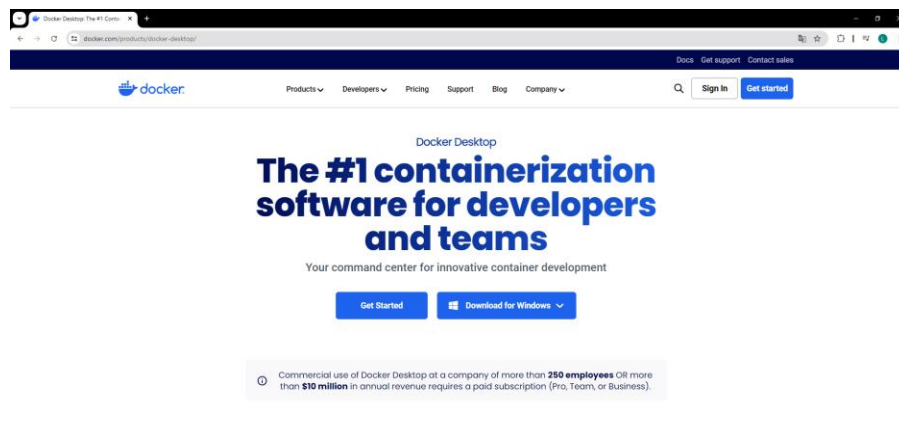 Docker Desktop: The #1 Conta
docker.com/products/docker-desktop/
Docs Get support Contact sales
docker
Products Developers Pricing Support Blog Company Sign In Get started
Docker Desktop
The #1 containerization
software for developers
and teams
Your command center for innovative container development
Get Started Download for Windows
Commercial use of Docker Desktop at a company of more than 250 employees OR more
than $10 million in annual revenue requires a paid subscription (Pro, Team, or Business).